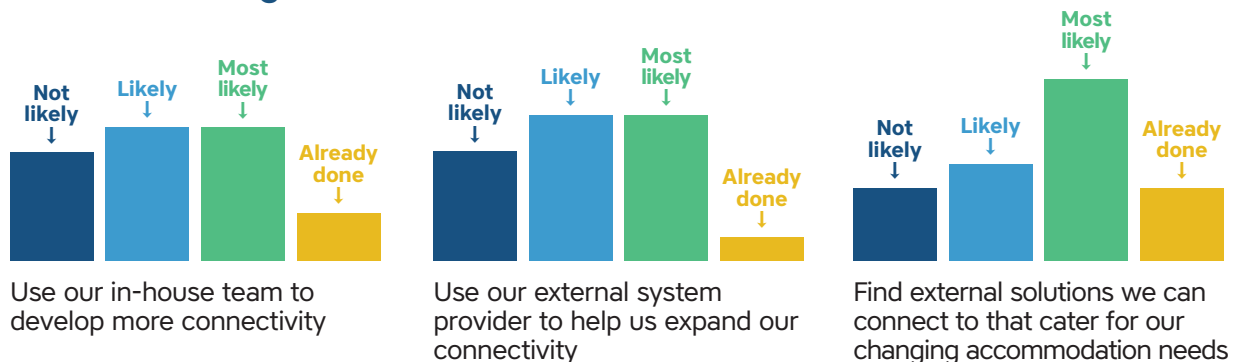 Not
likely
Likely
Most
likely
Already
done
Use our in-house team to
develop more connectivity
Not
likely
Likely
Most
likely
Already
done
Use our external system
provider to help us expand our
connectivity
Not
likely
Likely
Most
likely
Already
done
Find external solutions we can
connect to that cater for our
changing accommodation needs